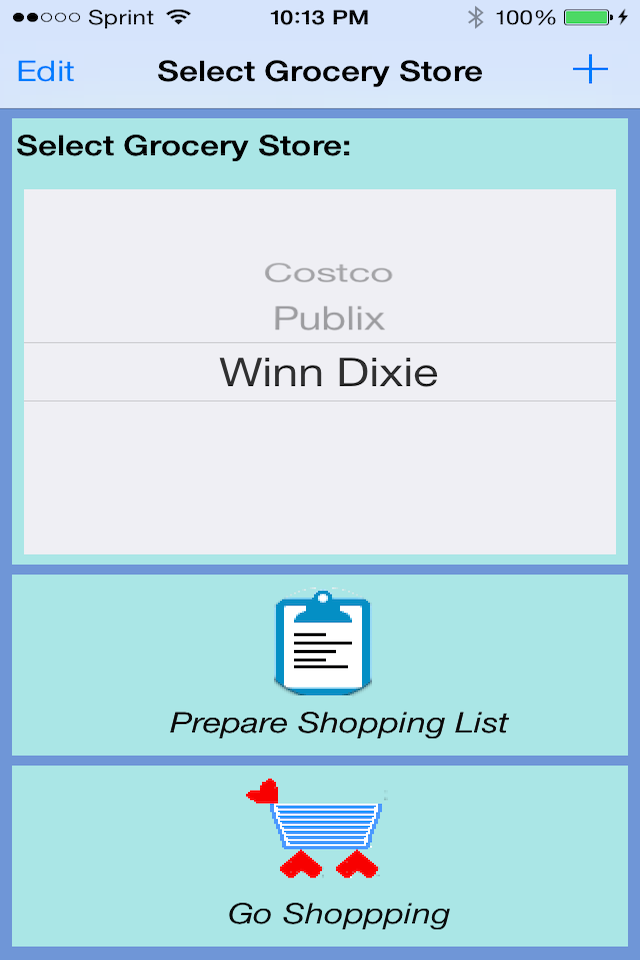 Sprint 10:13 PM 100%
Edit Select Grocery Store +
Select Grocery Store:
Costco
Publix
Winn Dixie
Prepare Shopping List
Go Shoppping